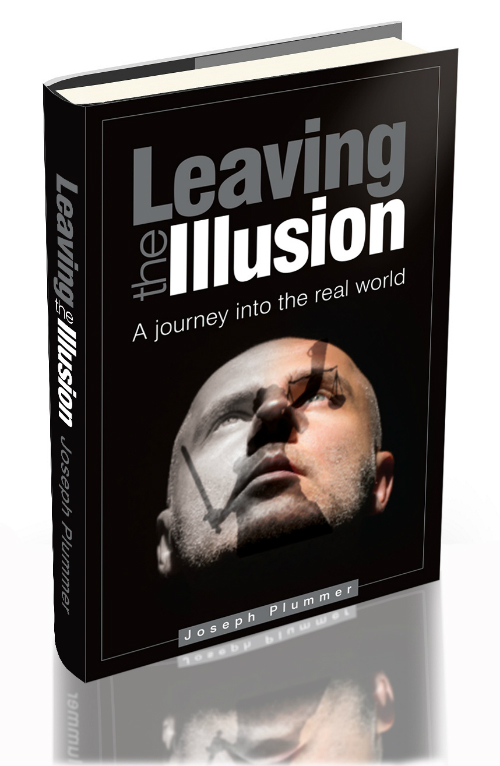 Leaving
the Illusion
A journey into the real world
Joseph Plummer
Leaving the Illusion Joseph Plummer